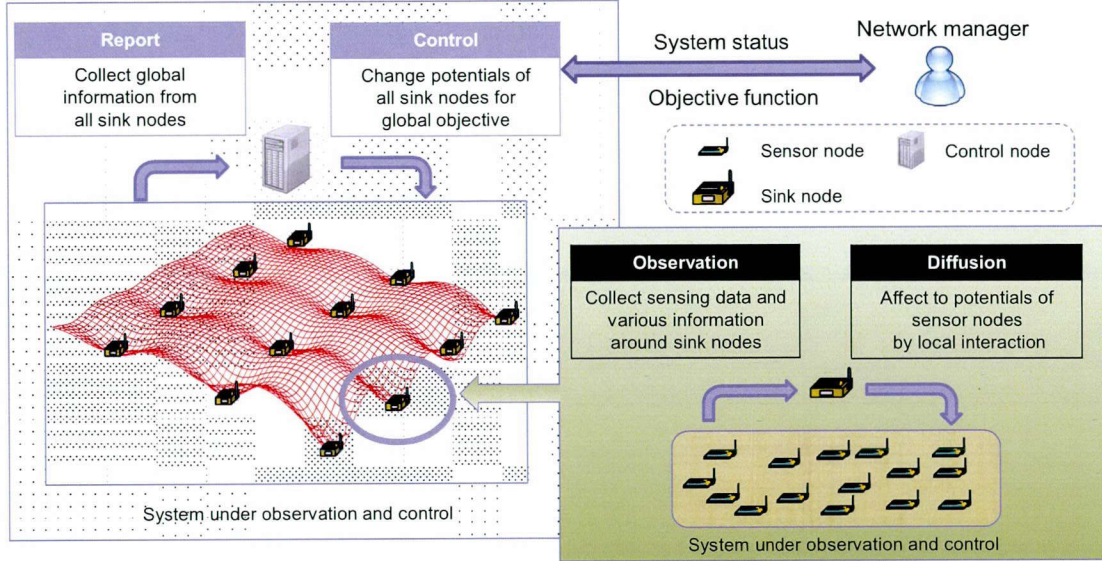 Report
Collect global
information from
all sink nodes
Control
Change potentials of
all sink nodes for
global objective
System status
Objective function
Network manager
Sensor node
Control node
Sink node
System under observation and control
Observation
Collect sensing data and
various information
around sink nodes
Diffusion
Affect to potentials of
sensor nodes
by local interaction
System under observation and control